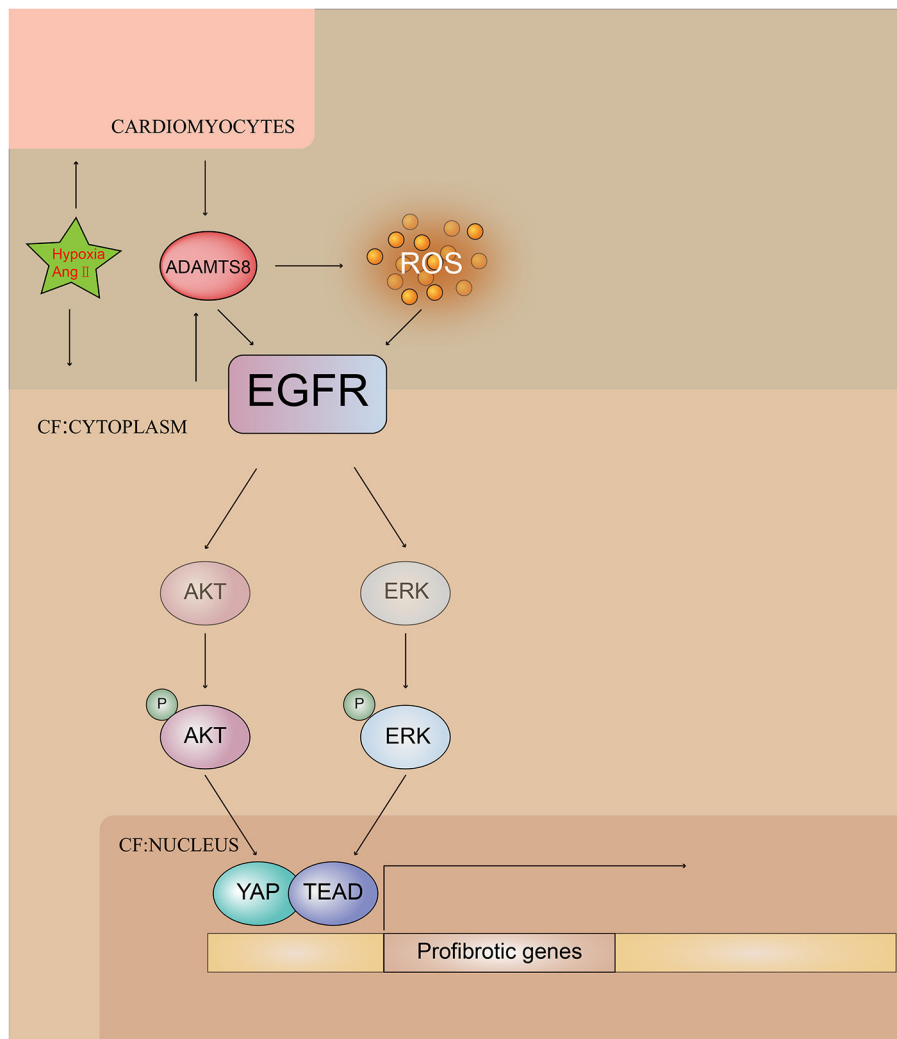 CARDIOMYOCYTES
Hypoxia
Ang Ⅱ
ADAMTS8
ROS
EGFR
CF:CYTOPLASM
AKT
ERK
P
P
AKT
ERK
CF:NUCLEUS
YAP
TEAD
Profibrotic genes